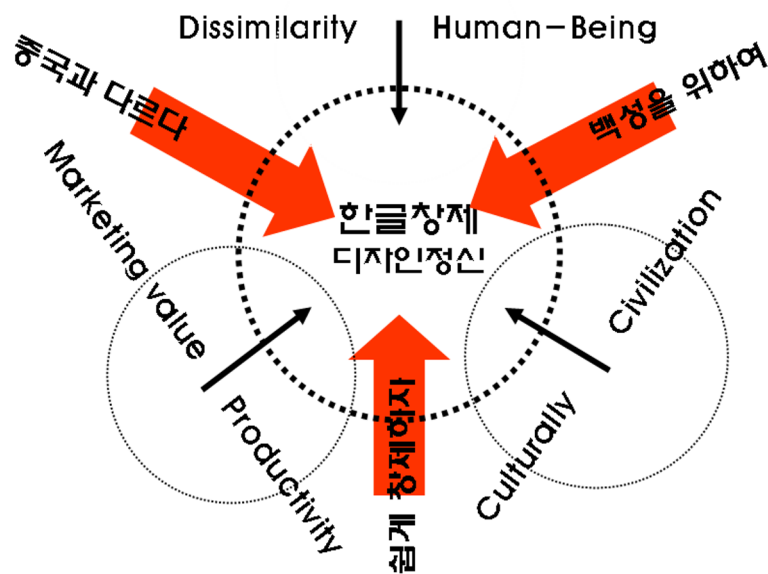 Dissimilarity
Human-Being
중국과 다르다
백성을 위하여
한글창제
디자인정신
Marketing value
Civilization
Productivity
Culturally
쉽게 창제하자